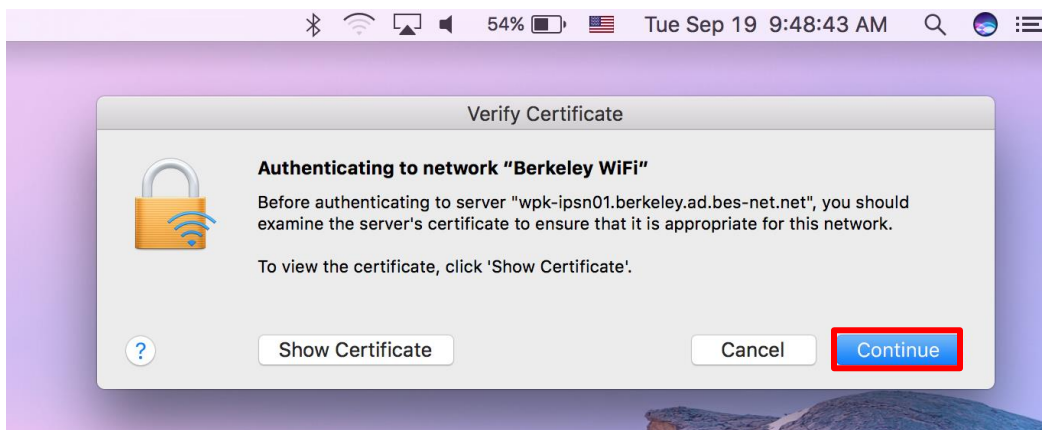 54% Tue Sep 19 9:48:43 AM
Verify Certificate
Authenticating to network “Berkeley WiFi”
Before authenticating to server "wpk-ipsn01.berkeley.ad.bes-net.net", you should
examine the server's certificate to ensure that it is appropriate for this network.
To view the certificate, click 'Show Certificate'.
? Show Certificate Cancel Continue